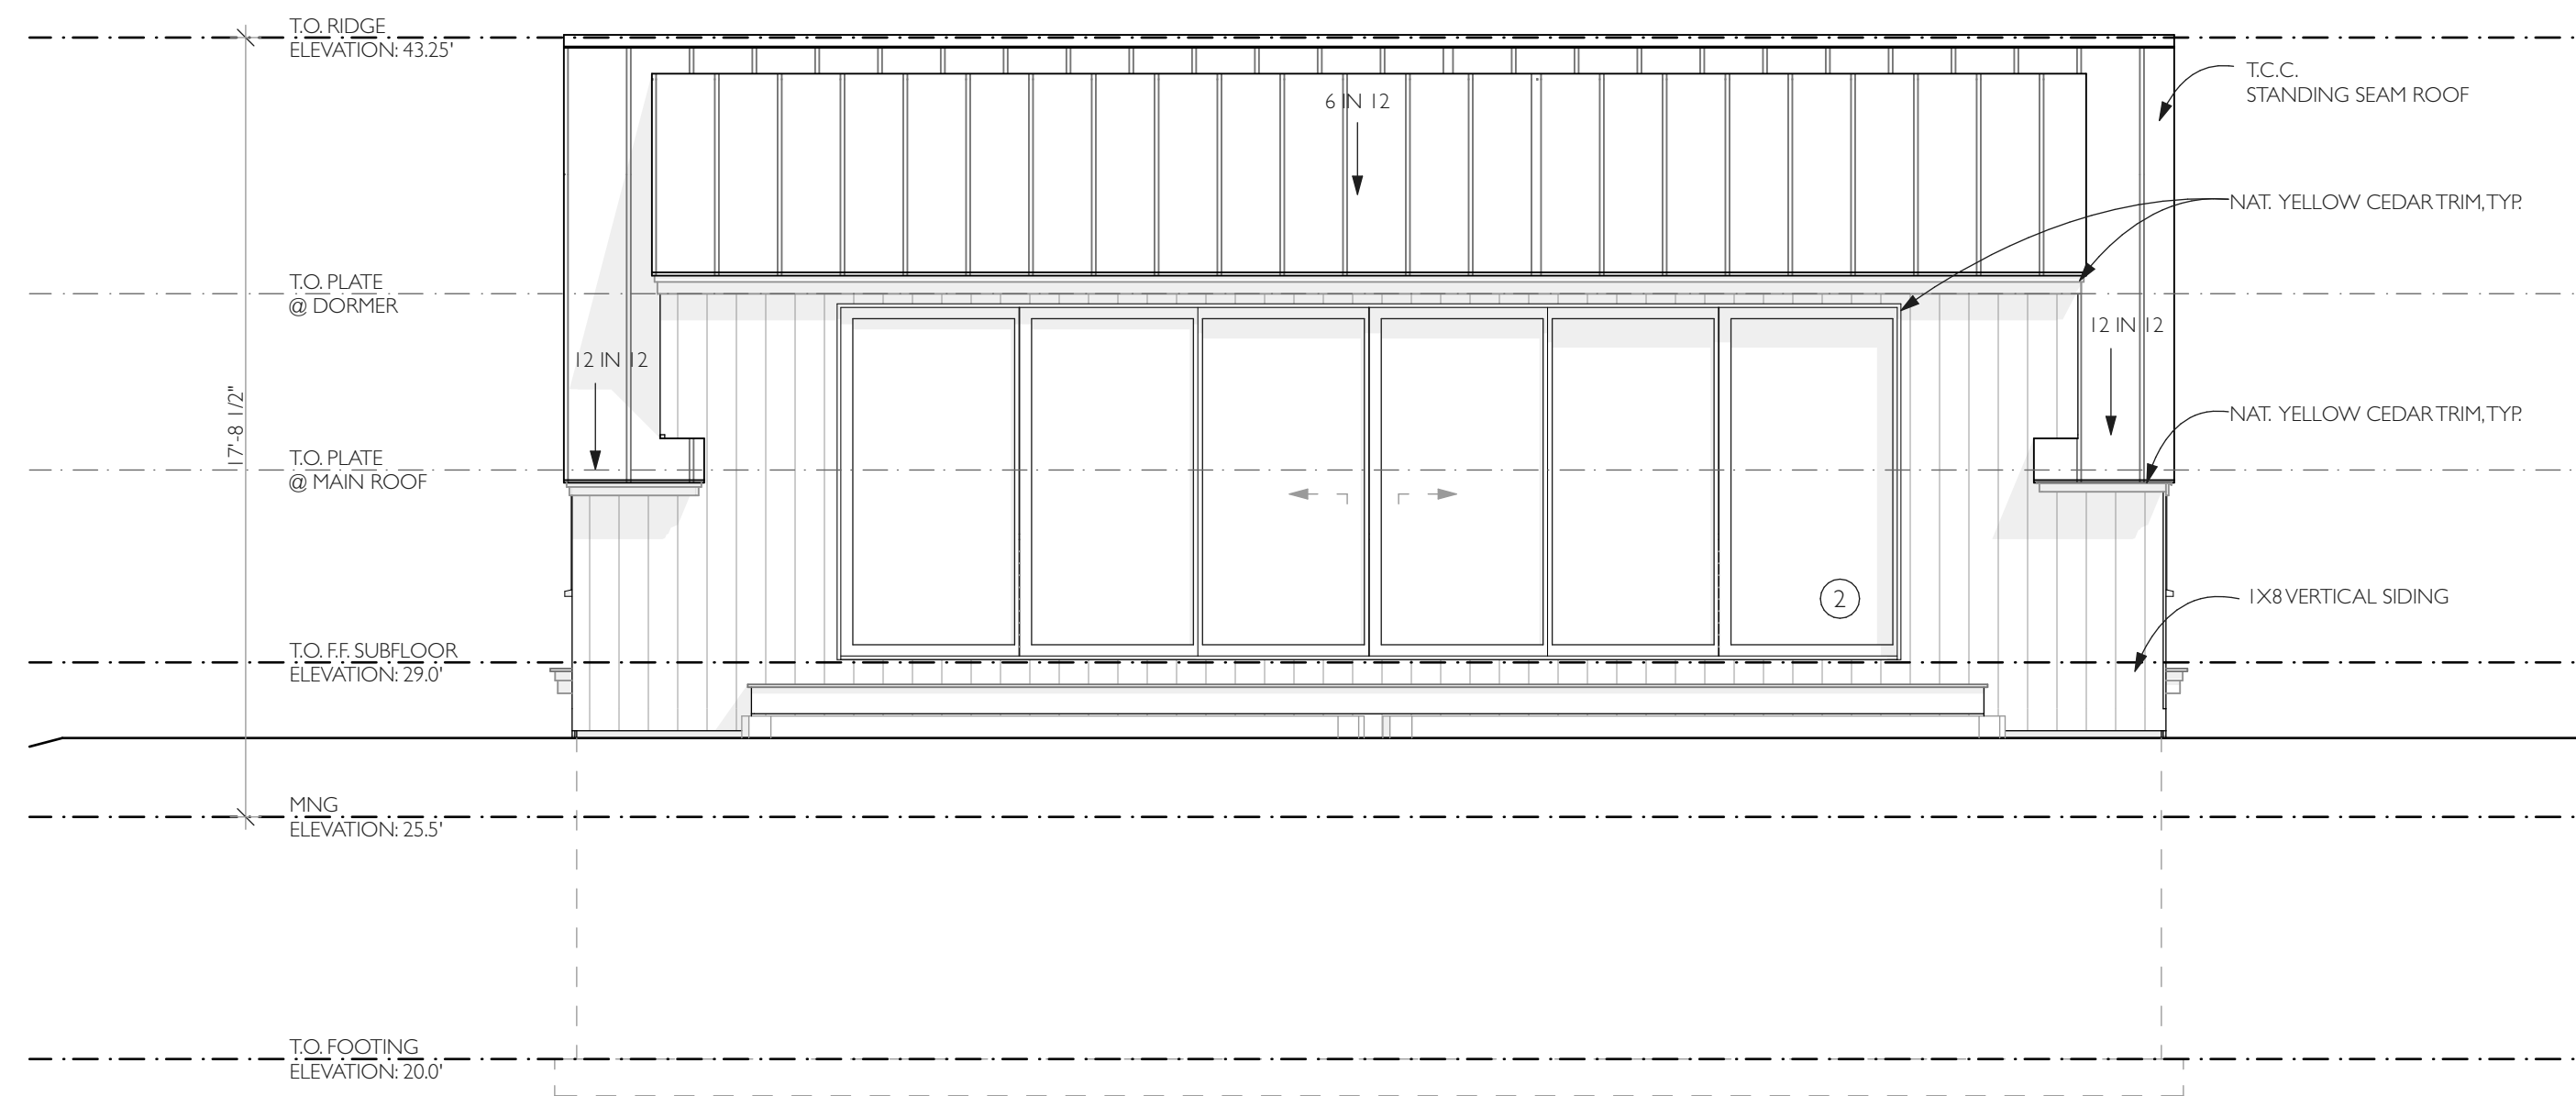 T.O. RIDGE
ELEVATION: 43.25'
T.C.C.
STANDING SEAM ROOF
6 IN 12
NAT. YELLOW CEDAR TRIM, TYP.
T.O. PLATE
@ DORMER
12 IN 12
12 IN 12
17'-8 1/2"
NAT. YELLOW CEDAR TRIM, TYP.
T.O. PLATE
@ MAIN ROOF
2
1X8 VERTICAL SIDING
T.O. F.F. SUBFLOOR
ELEVATION: 29.0'
MNG
ELEVATION: 25.5'
T.O. FOOTING
ELEVATION: 20.0'